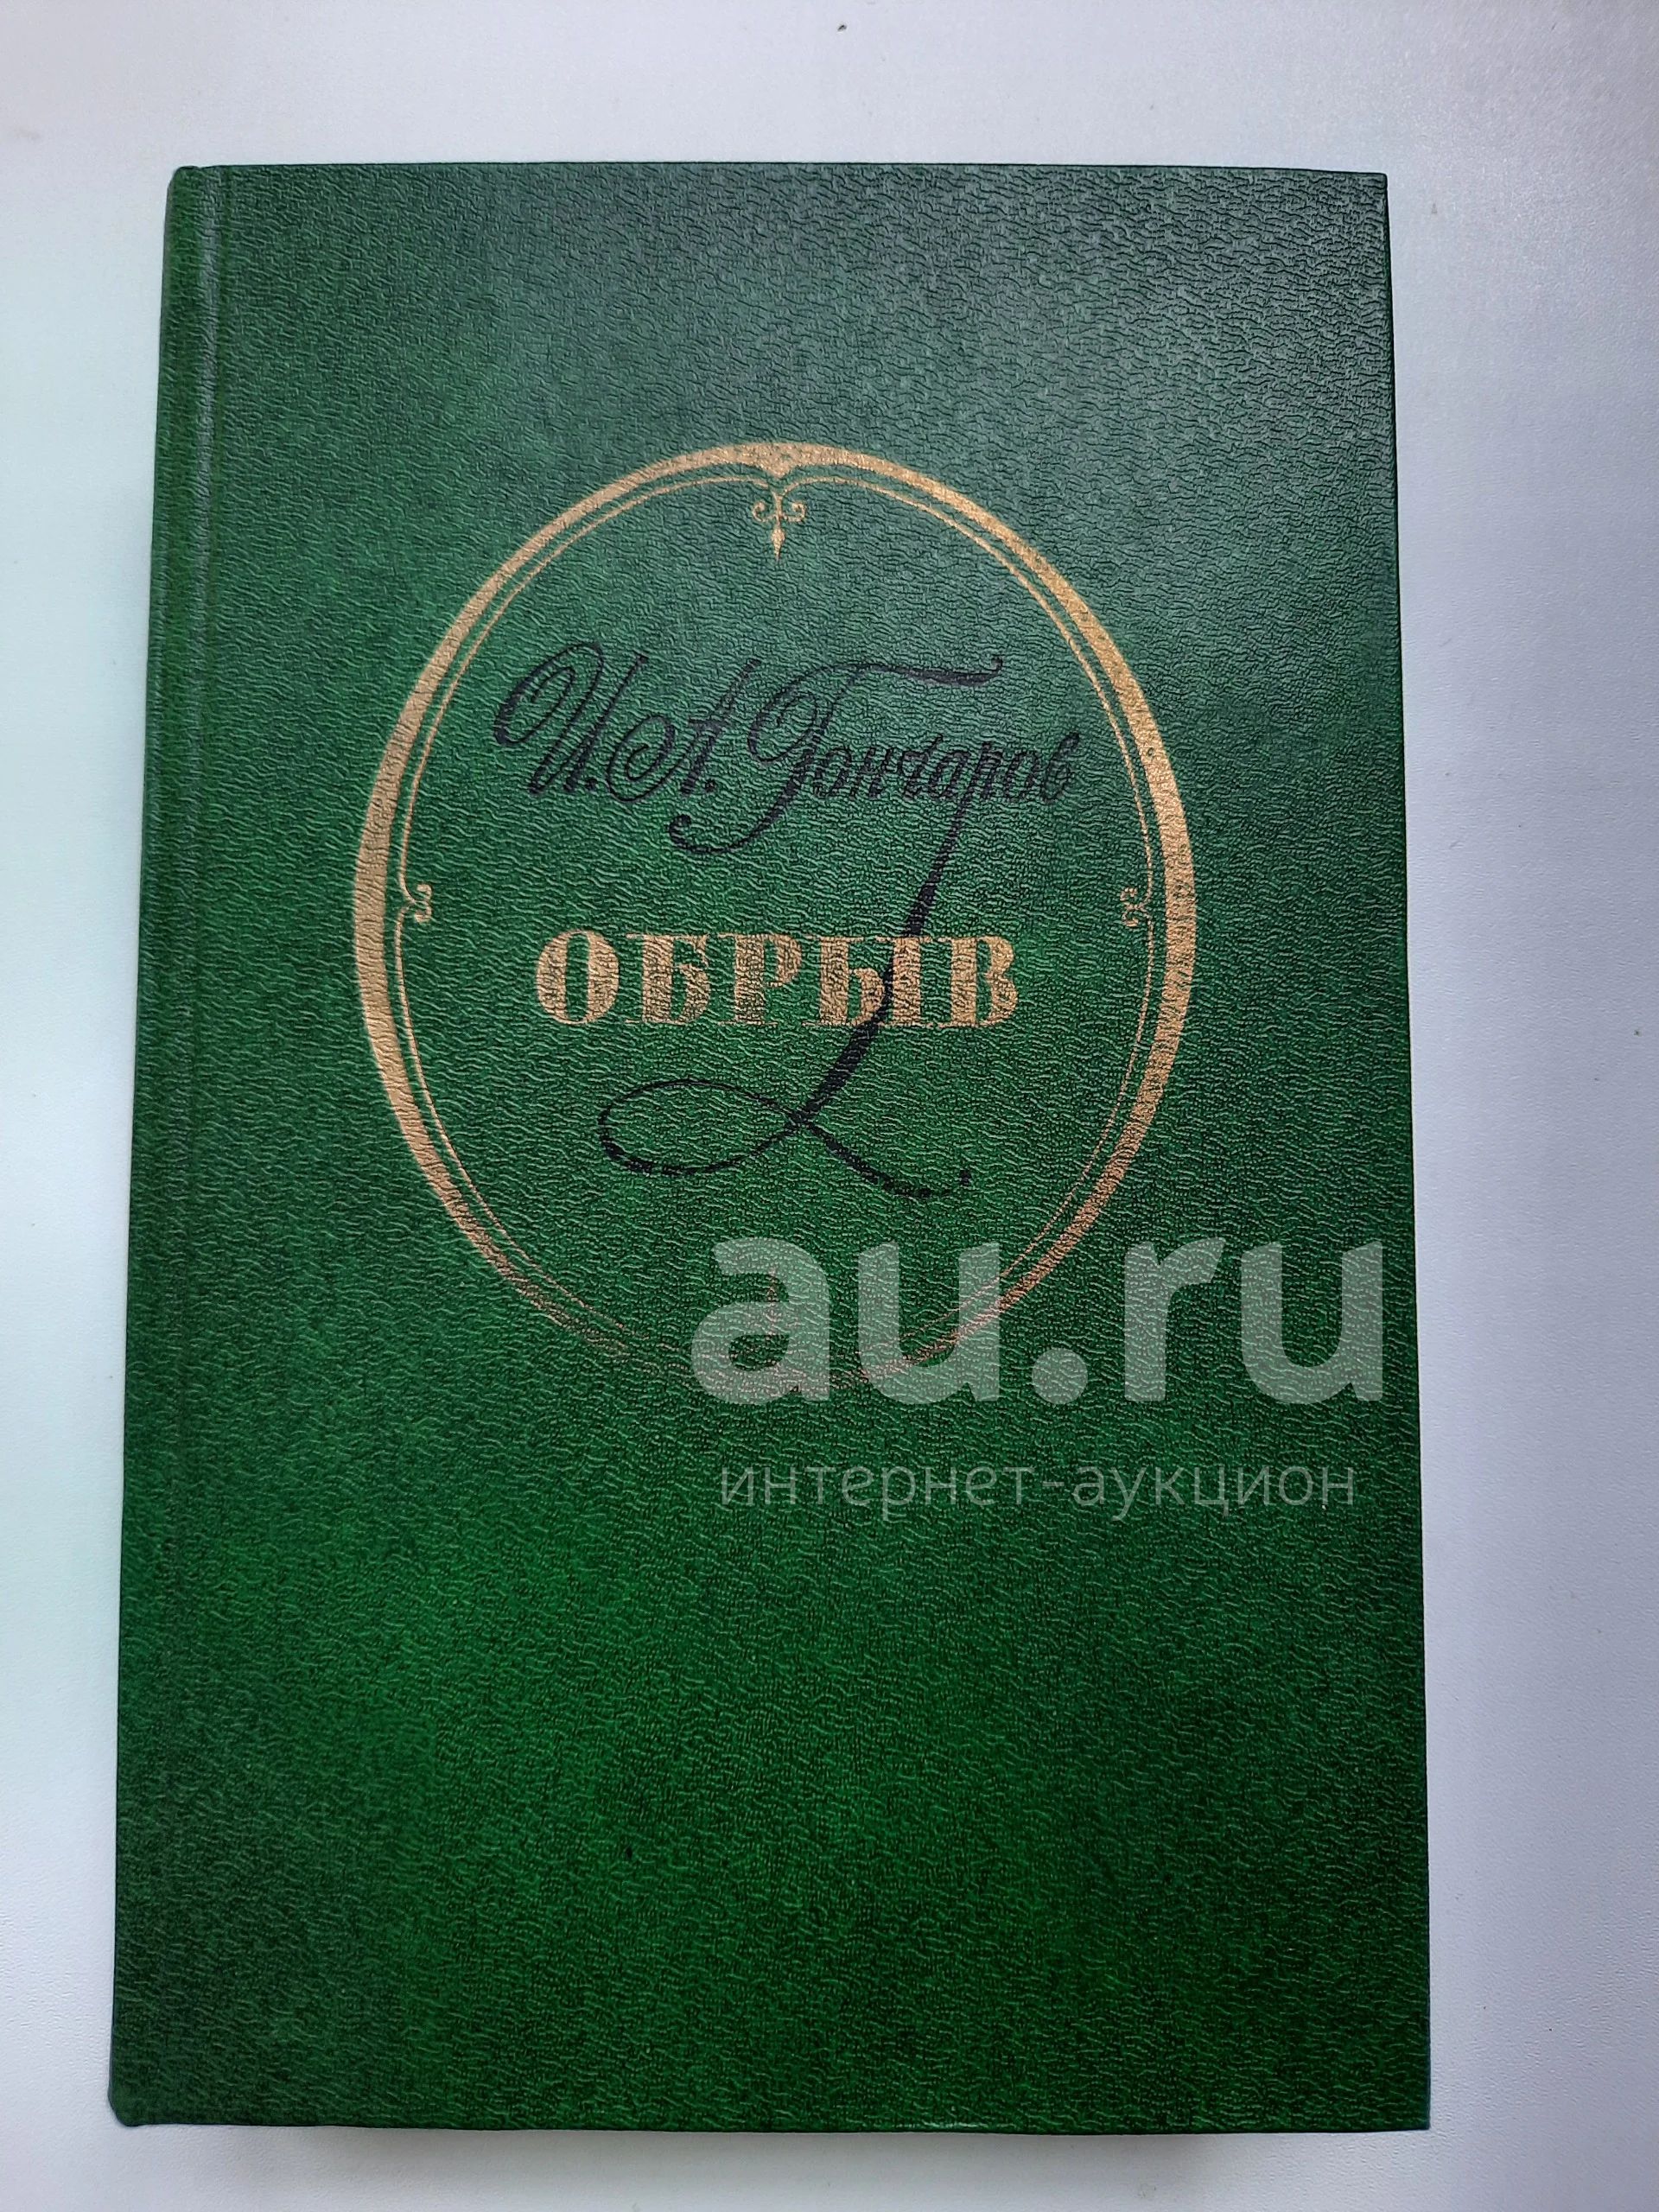 И. А. Гончаров
ОБРЫВ
au.ru
интернет-аукцион